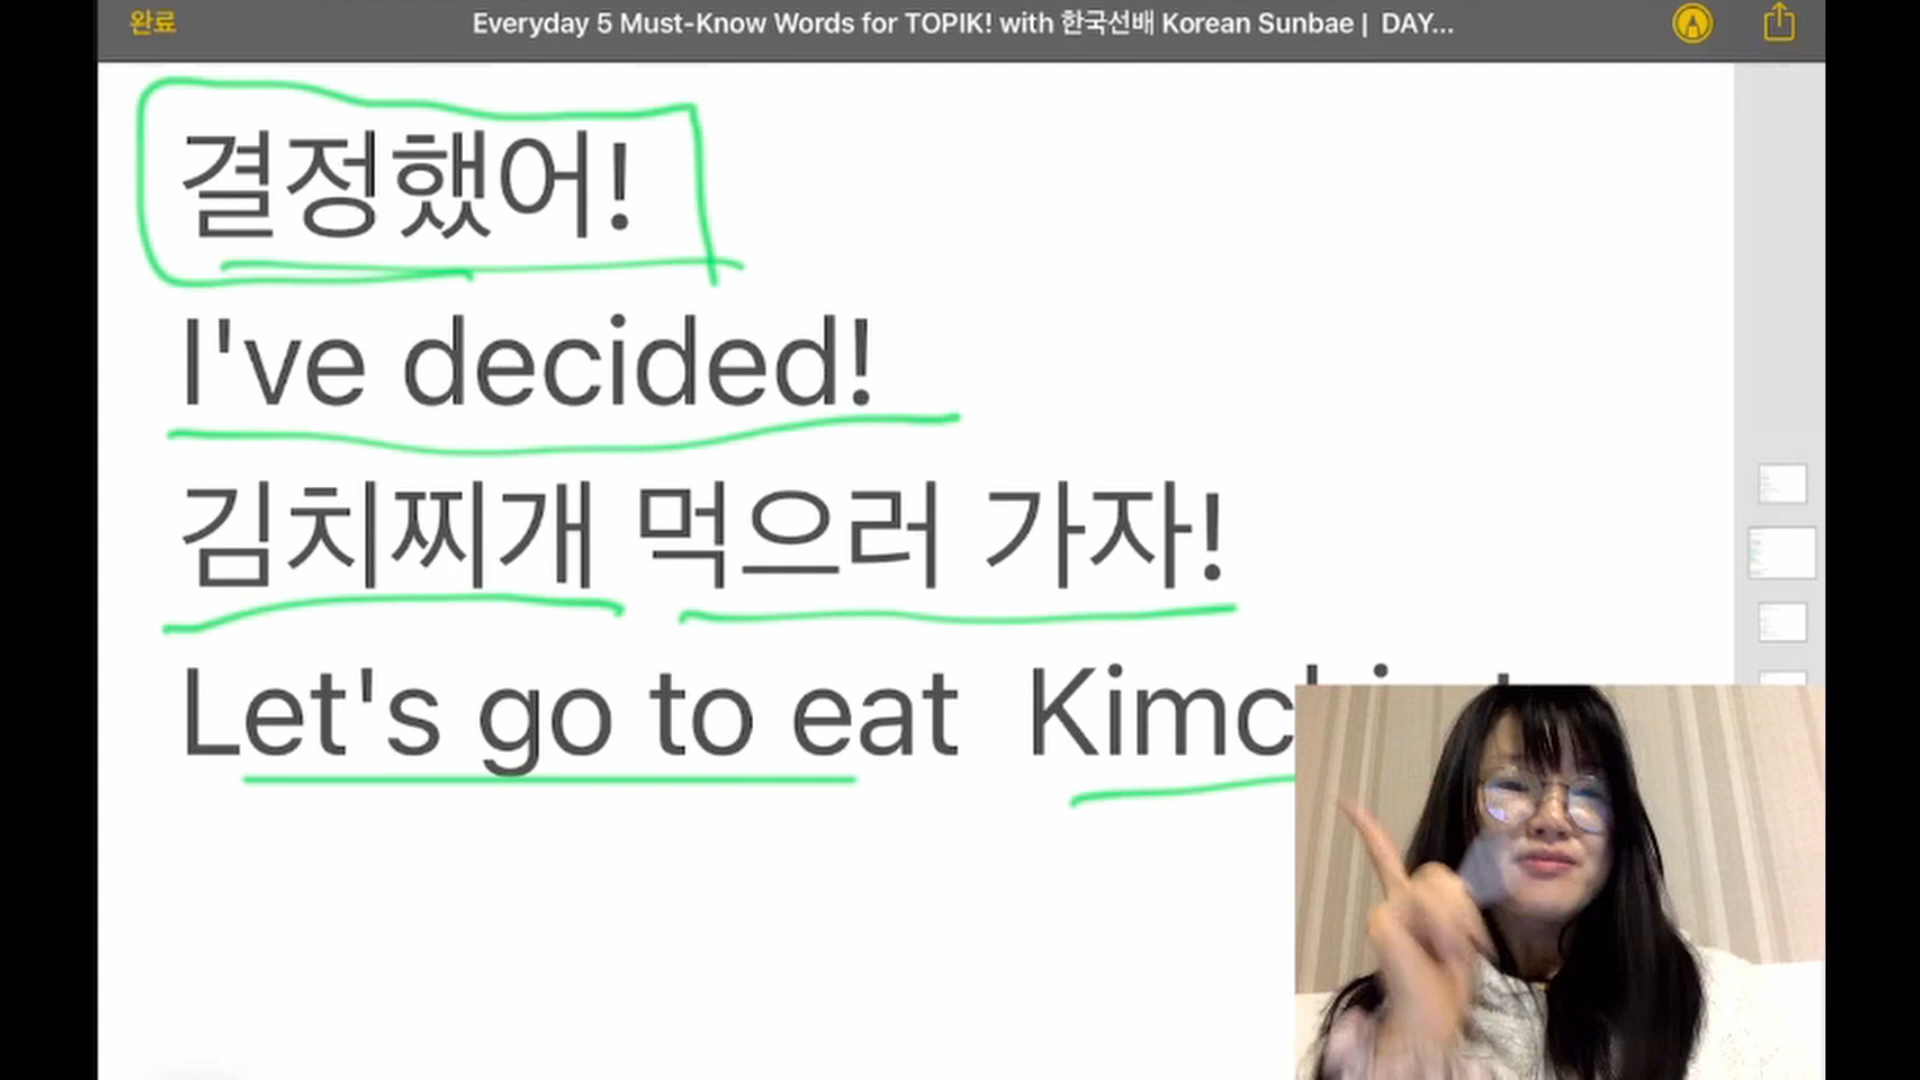 완료 Everyday 5 Must-Know Words for TOPIK! with 한국선배 Korean Sunbae | DAY...
결정했어!
I've decided!
김치찌개 먹으러 가자!
Let's go to eat